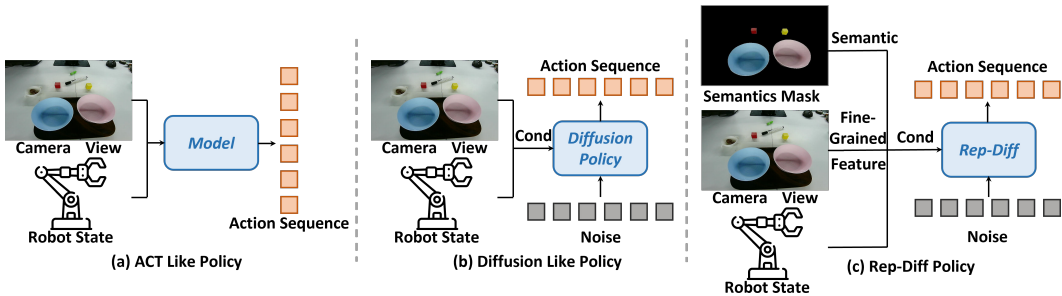 Camera View
Robot State
Model
Action Sequence
(a) ACT Like Policy
Camera View
Robot State
Cond
Action Sequence
Diffusion
Policy
Noise
(b) Diffusion Like Policy
Semantics Mask
Semantic
Camera View
Fine-
Grained
Feature
Robot State
Cond
Action Sequence
Rep-Diff
Noise
(c) Rep-Diff Policy